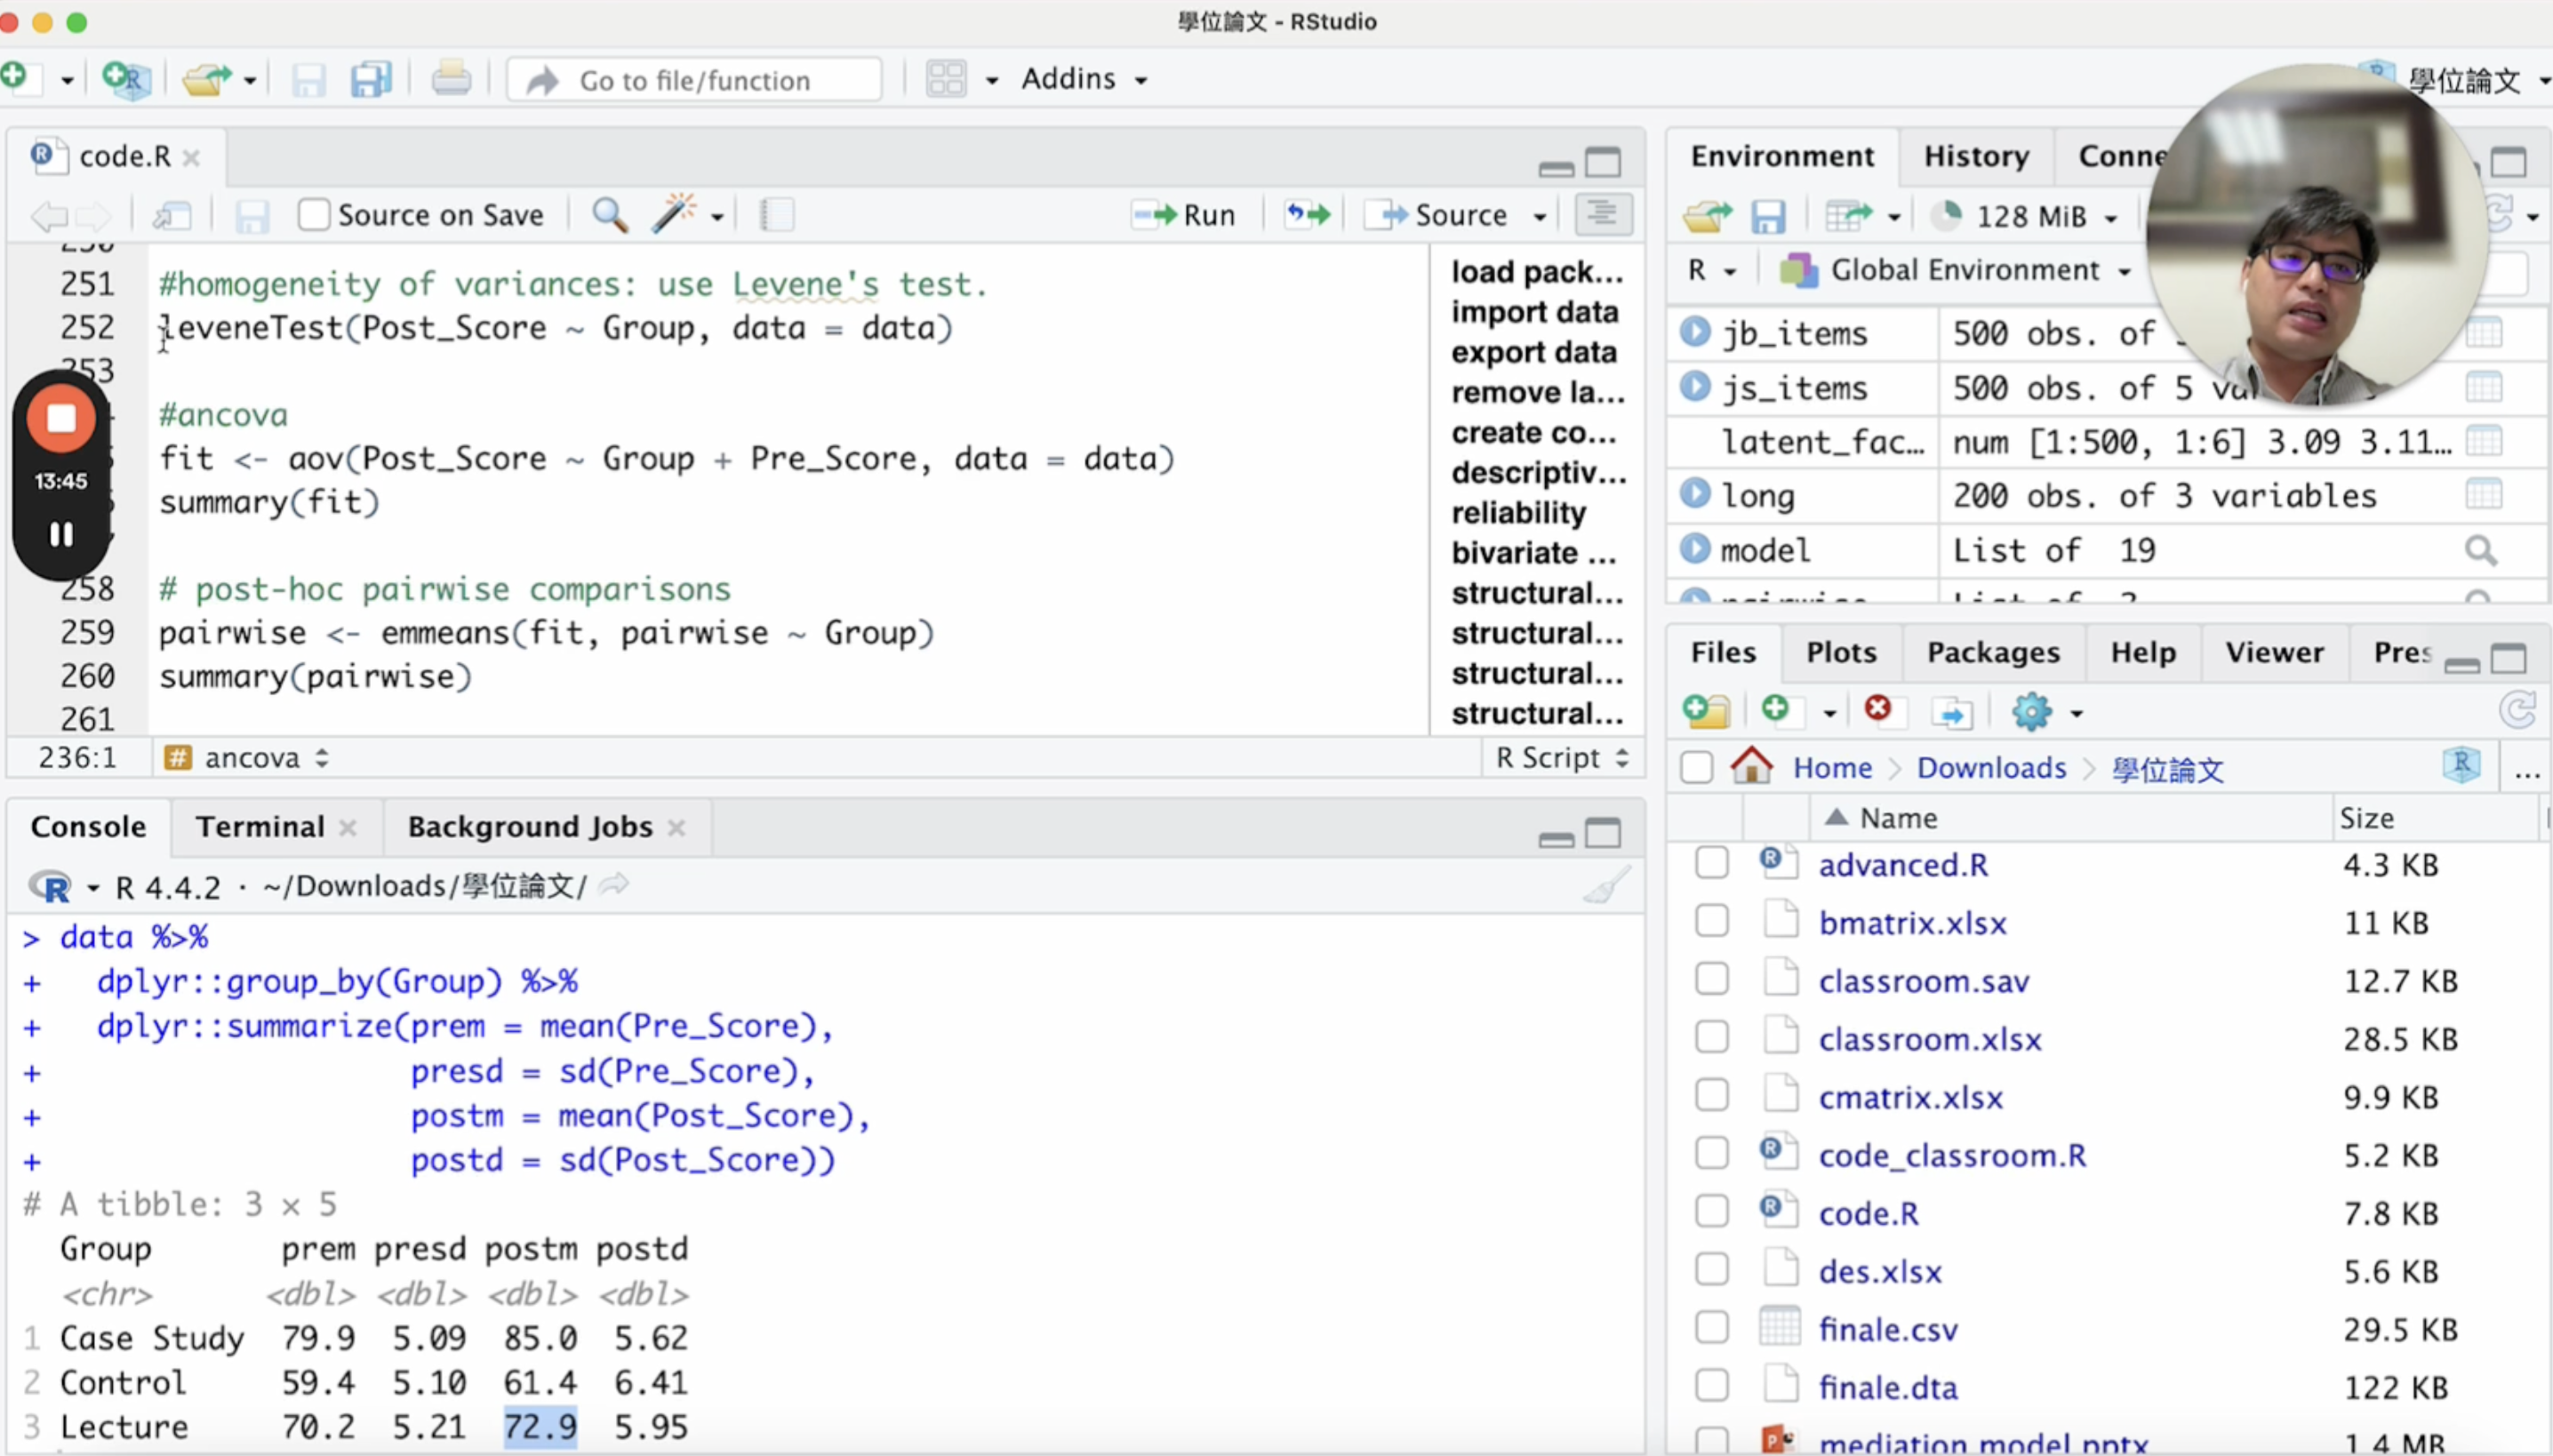 學位論文 - RStudio
Go to file/function
Addins
學位論文
code.R
Source on Save
Run
Source
251 #homogeneity of variances: use Levene's test.
252 leveneTest(Post_Score ~ Group, data = data)
253
#ancova
fit <- aov(Post_Score ~ Group + Pre_Score, data = data)
summary(fit)
258 # post-hoc pairwise comparisons
259 pairwise <- emmeans(fit, pairwise ~ Group)
260 summary(pairwise)
261
13:45
load pack...
import data
export data
remove la...
create co...
descriptiv...
reliability
bivariate ...
structural...
structural...
structural...
structural...
236:1 # ancova R Script
Console Terminal Background Jobs
R 4.4.2 · ~/Downloads/學位論文/
> data %>%
+ dplyr::group_by(Group) %>%
+ dplyr::summarize(prem = mean(Pre_Score),
+ presd = sd(Pre_Score),
+ postm = mean(Post_Score),
+ postd = sd(Post_Score))
# A tibble: 3 × 5
Group prem presd postm postd
<chr> <dbl> <dbl> <dbl> <dbl>
1 Case Study 79.9 5.09 85.0 5.62
2 Control 59.4 5.10 61.4 6.41
3 Lecture 70.2 5.21 72.9 5.95
Environment History Conne
128 MiB
R Global Environment
jb_items 500 obs. of
js_items 500 obs. of 5 va
latent_fac... num [1:500, 1:6] 3.09 3.11...
long 200 obs. of 3 variables
model List of 19
Files Plots Packages Help Viewer Pres
Home Downloads 學位論文 ...
Name Size
advanced.R 4.3 KB
bmatrix.xlsx 11 KB
classroom.sav 12.7 KB
classroom.xlsx 28.5 KB
cmatrix.xlsx 9.9 KB
code_classroom.R 5.2 KB
code.R 7.8 KB
des.xlsx 5.6 KB
finale.csv 29.5 KB
finale.dta 122 KB
mediation model.pptx 1.4 MB